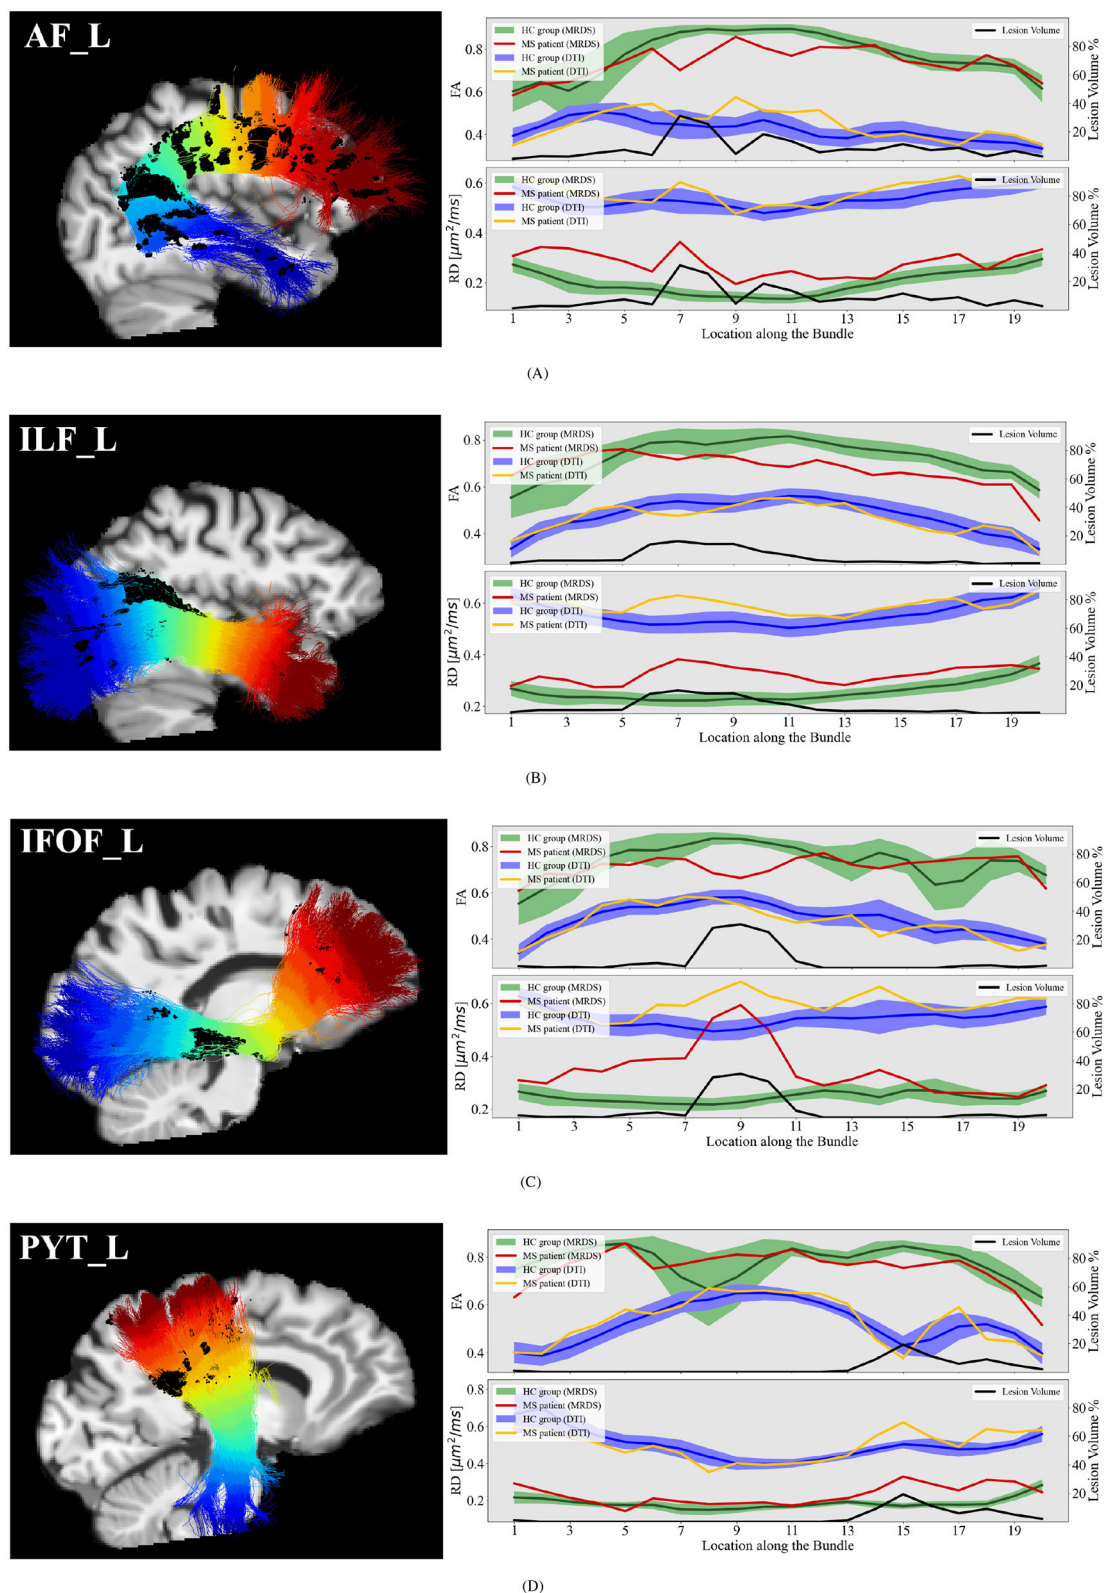 AF_L
HC group (MRDS)
MS patient (MRDS)
HC group (DTI)
MS patient (DTI)
Lesion Volume
0.8
0.6
0.4
FA
80
60
40
20
Lesion Volume %
HC group (MRDS)
MS patient (MRDS)
HC group (DTI)
MS patient (DTI)
Lesion Volume
0.6
0.4
0.2
RD [μm²/ms]
80
60
40
20
Lesion Volume %
1 3 5 7 9 11 13 15 17 19
Location along the Bundle
(A)
ILF_L
HC group (MRDS)
MS patient (MRDS)
HC group (DTI)
MS patient (DTI)
Lesion Volume
0.8
0.6
0.4
FA
80
60
40
20
Lesion Volume %
HC group (MRDS)
MS patient (MRDS)
HC group (DTI)
MS patient (DTI)
Lesion Volume
0.6
0.4
0.2
RD [μm²/ms]
80
60
40
20
Lesion Volume %
1 3 5 7 9 11 13 15 17 19
Location along the Bundle
(B)
IFOF_L
HC group (MRDS)
MS patient (MRDS)
HC group (DTI)
MS patient (DTI)
Lesion Volume
0.8
0.6
0.4
FA
80
60
40
20
Lesion Volume %
HC group (MRDS)
MS patient (MRDS)
HC group (DTI)
MS patient (DTI)
Lesion Volume
0.6
0.4
0.2
RD [μm²/ms]
80
60
40
20
Lesion Volume %
1 3 5 7 9 11 13 15 17 19
Location along the Bundle
(C)
PYT_L
HC group (MRDS)
MS patient (MRDS)
HC group (DTI)
MS patient (DTI)
Lesion Volume
0.8
0.6
0.4
FA
80
60
40
20
Lesion Volume %
HC group (MRDS)
MS patient (MRDS)
HC group (DTI)
MS patient (DTI)
Lesion Volume
0.8
0.6
0.4
0.2
RD [μm²/ms]
80
60
40
20
Lesion Volume %
1 3 5 7 9 11 13 15 17 19
Location along the Bundle
(D)